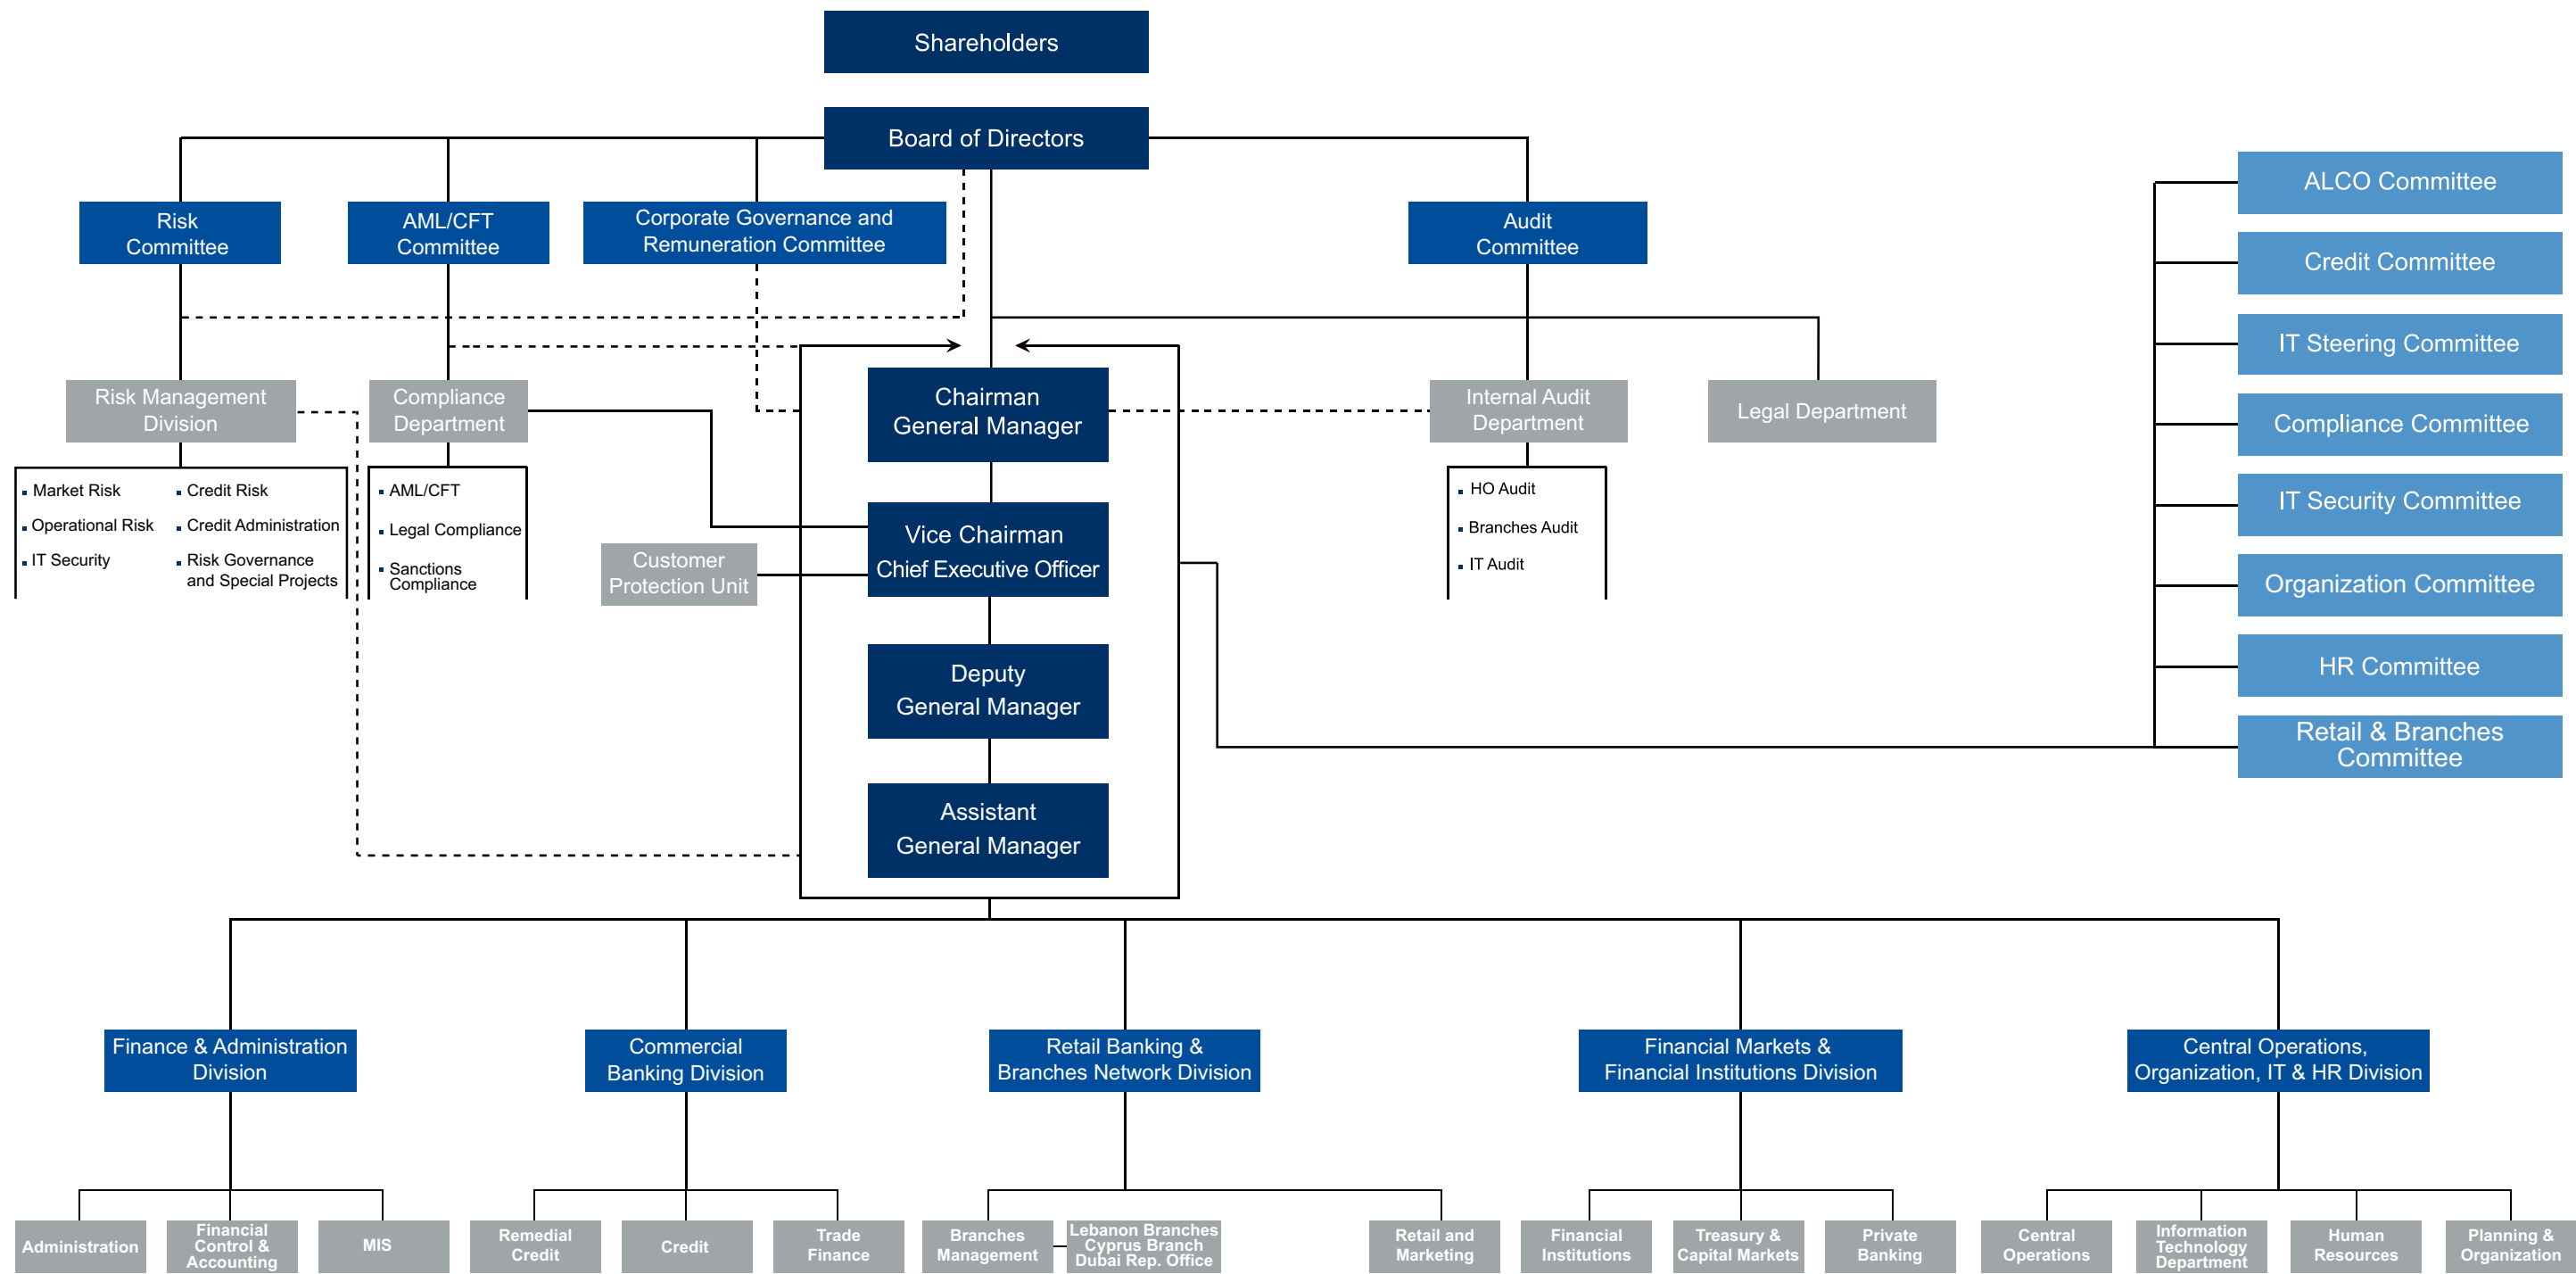 Shareholders
Board of Directors
Risk
Committee
AML/CFT
Committee
Corporate Governance and
Remuneration Committee
Audit
Committee
ALCO Committee
Credit Committee
IT Steering Committee
Compliance Committee
IT Security Committee
Organization Committee
HR Committee
Retail & Branches
Committee
Risk Management
Division
Compliance
Department
Chairman
General Manager
Internal Audit
Department
Legal Department
Market Risk
Operational Risk
IT Security
Credit Risk
Credit Administration
Risk Governance
and Special Projects
AML/CFT
Legal Compliance
Sanctions
Compliance
Customer
Protection Unit
Vice Chairman
Chief Executive Officer
HO Audit
Branches Audit
IT Audit
Deputy
General Manager
Assistant
General Manager
Finance & Administration
Division
Commercial
Banking Division
Retail Banking &
Branches Network Division
Financial Markets &
Financial Institutions Division
Central Operations,
Organization, IT & HR Division
Administration
Financial
Control &
Accounting
MIS
Remedial
Credit
Credit
Trade
Finance
Branches
Management
Lebanon Branches
Cyprus Branch
Dubai Rep. Office
Retail and
Marketing
Financial
Institutions
Treasury &
Capital Markets
Private
Banking
Central
Operations
Information
Technology
Department
Human
Resources
Planning &
Organization